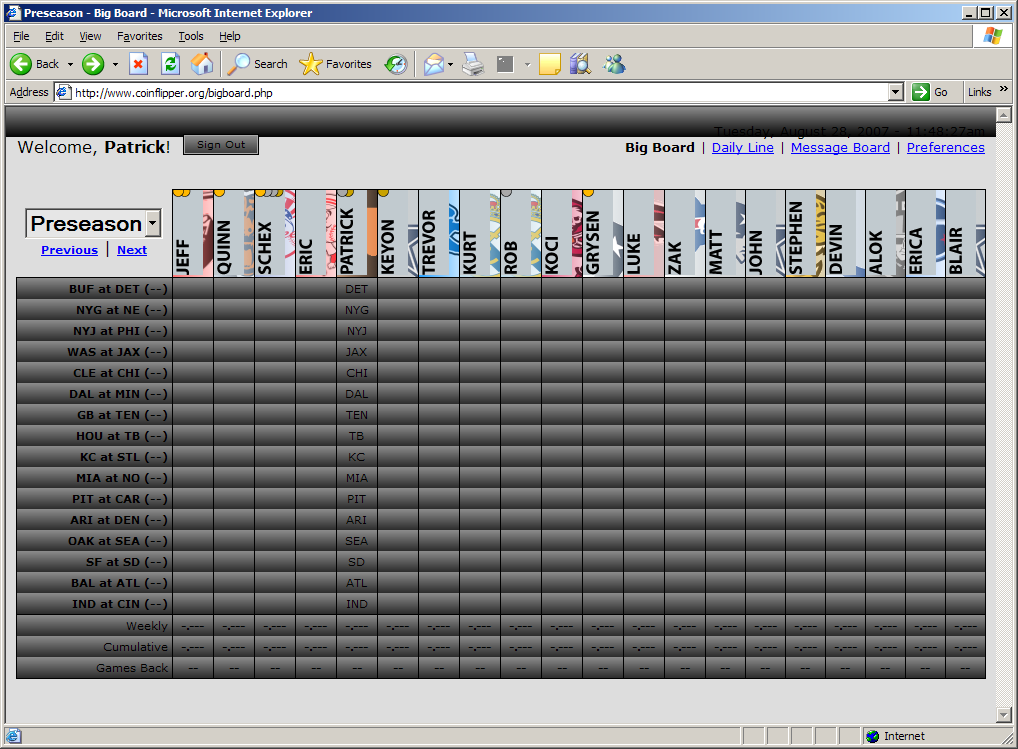 Preseason - Big Board - Microsoft Internet Explorer
File Edit View Favorites Tools Help
Back Search Favorites
Address http://www.coinflipper.org/bigboard.php Go Links »
Tuesday, August 28, 2007 - 11:48:27am
Welcome, Patrick! Sign Out Big Board | Daily Line | Message Board | Preferences
Preseason
Previous | Next
JEFF QUINN SCHEX ERIC PATRICK KEYON TREVOR KURT ROB KOCI GRYSEN LUKE ZAK MATT JOHN STEPHEN DEVIN ALOK ERICA BLAIR
BUF at DET (--) DET
NYG at NE (--) NYG
NYJ at PHI (--) NYJ
WAS at JAX (--) JAX
CLE at CHI (--) CHI
DAL at MIN (--) DAL
GB at TEN (--) TEN
HOU at TB (--) TB
KC at STL (--) KC
MIA at NO (--) MIA
PIT at CAR (--) PIT
ARI at DEN (--) ARI
OAK at SEA (--) SEA
SF at SD (--) SD
BAL at ATL (--) ATL
IND at CIN (--) IND
Weekly -.--- -.--- -.--- -.--- -.--- -.--- -.--- -.--- -.--- -.--- -.--- -.--- -.--- -.--- -.--- -.--- -.--- -.--- -.--- -.---
Cumulative -.--- -.--- -.--- -.--- -.--- -.--- -.--- -.--- -.--- -.--- -.--- -.--- -.--- -.--- -.--- -.--- -.--- -.--- -.--- -.---
Games Back -- -- -- -- -- -- -- -- -- -- -- -- -- -- -- -- -- -- -- --
Internet